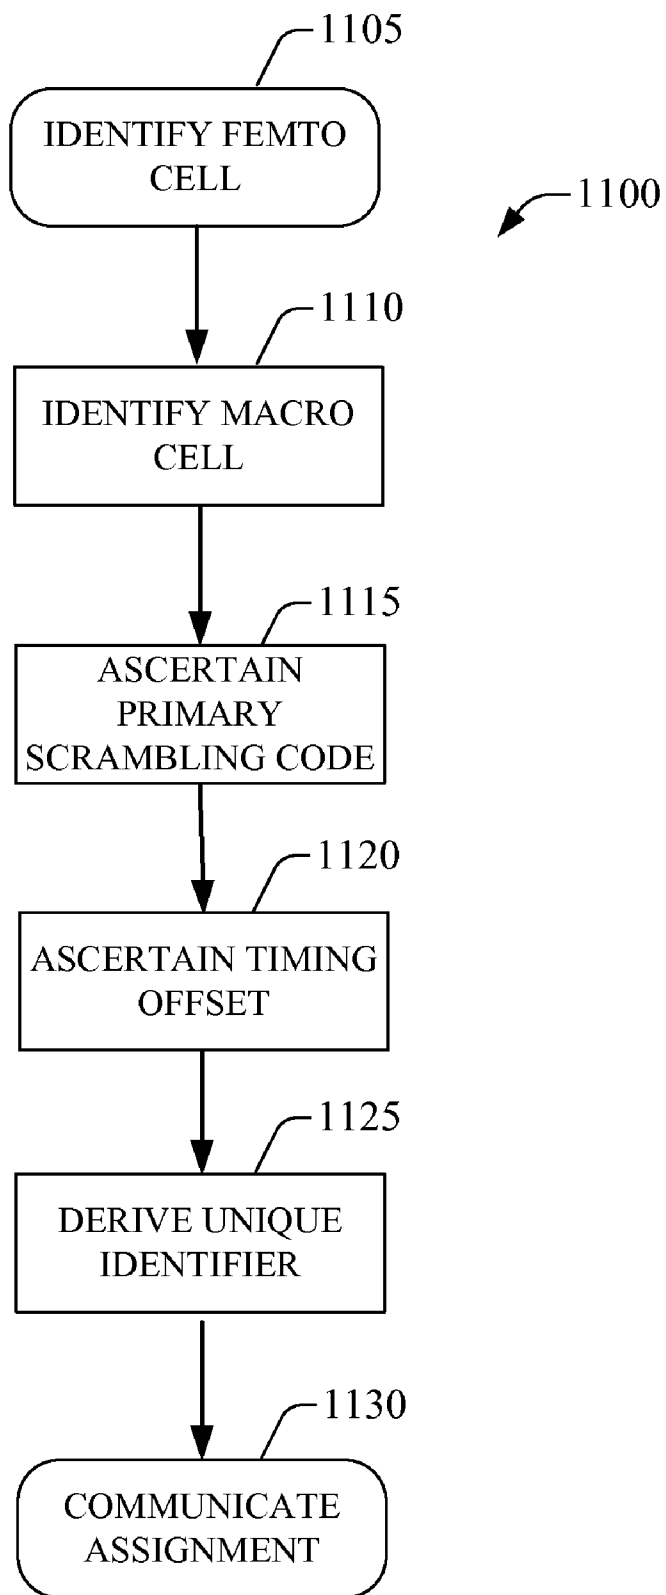 1105
IDENTIFY FEMTO
CELL
1100
1110
IDENTIFY MACRO
CELL
1115
ASCERTAIN
PRIMARY
SCRAMBLING CODE
1120
ASCERTAIN TIMING
OFFSET
1125
DERIVE UNIQUE
IDENTIFIER
1130
COMMUNICATE
ASSIGNMENT